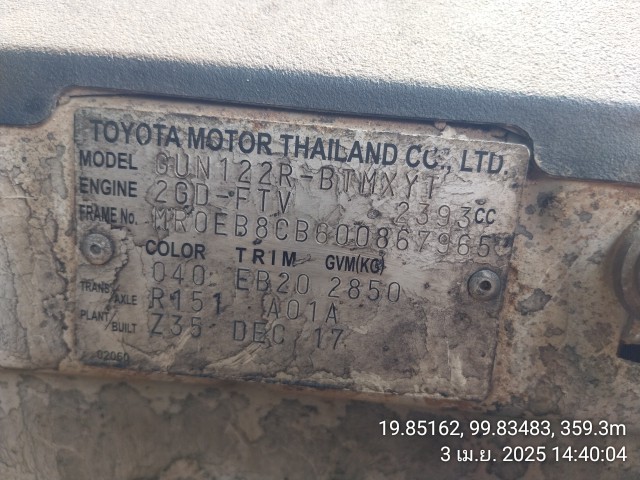 TOYOTA MOTOR THAILAND CO., LTD.
MODEL GUN122R-BTMXYT
ENGINE 2GD-FTV 2393CC
FRAME No. MR0EB8CB600867965
COLOR TRIM GVM(KG)
040 EB20 2850
TRANS/AXLE R151 A01A
PLANT/BUILT Z35 DEC 17
02060
19.85162, 99.83483, 359.3m
3 เม.ย. 2025 14:40:04